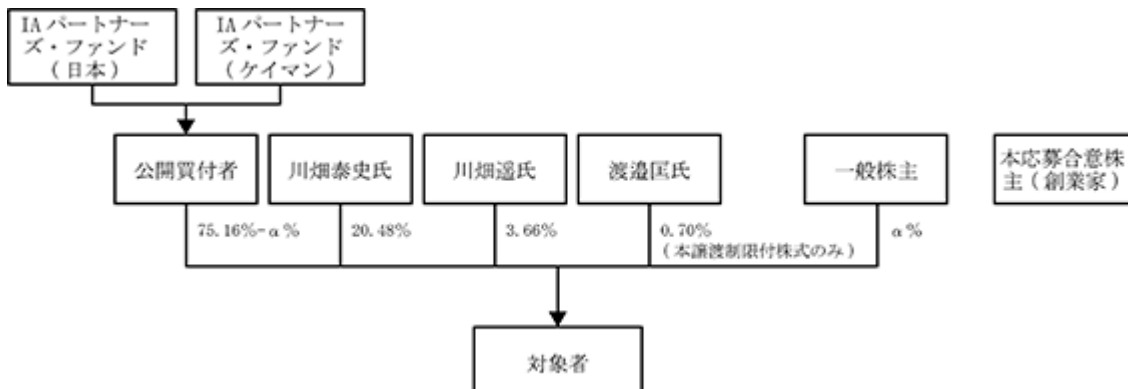 IA パートナー
ズ・ファンド
(日本)
IA パートナー
ズ・ファンド
(ケイマン)
公開買付者
川畑泰史氏
川畑遥氏
渡邉匡氏
一般株主
本応募合意株
主(創業家)
75.16%-α%
20.48%
3.66%
0.70%
(本譲渡制限付株式のみ)
α%
対象者